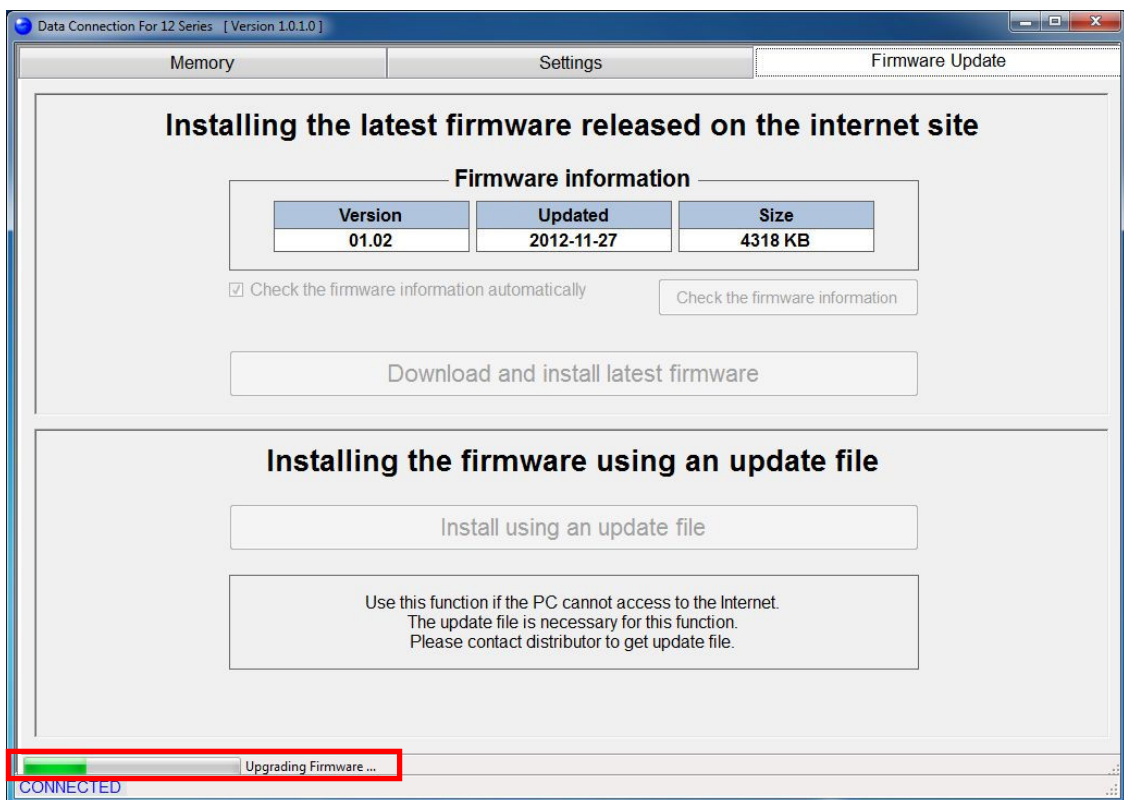 Data Connection For 12 Series [ Version 1.0.1.0 ]
Memory Settings Firmware Update
Installing the latest firmware released on the internet site
Firmware information
Version Updated Size
01.02 2012-11-27 4318 KB
Check the firmware information automatically Check the firmware information
Download and install latest firmware
Installing the firmware using an update file
Install using an update file
Use this function if the PC cannot access to the Internet.
The update file is necessary for this function.
Please contact distributor to get update file.
Upgrading Firmware ...
CONNECTED